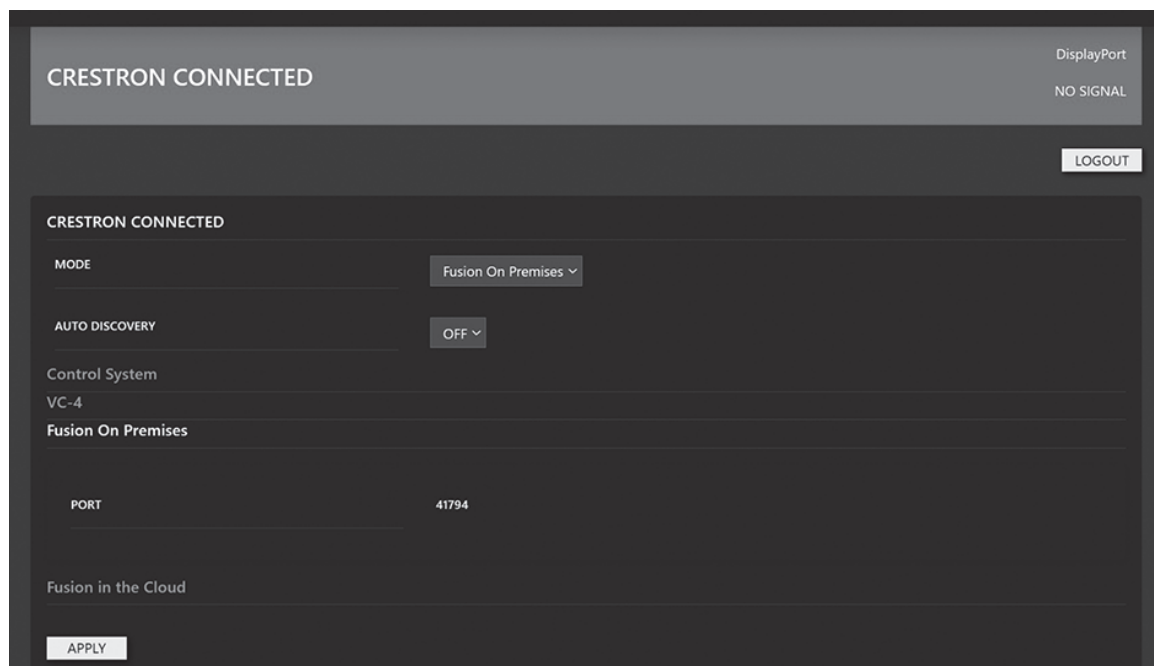 CRESTRON CONNECTED
DisplayPort
NO SIGNAL
LOGOUT
CRESTRON CONNECTED
MODE
Fusion On Premises
AUTO DISCOVERY
OFF
Control System
VC-4
Fusion On Premises
PORT
41794
Fusion in the Cloud
APPLY